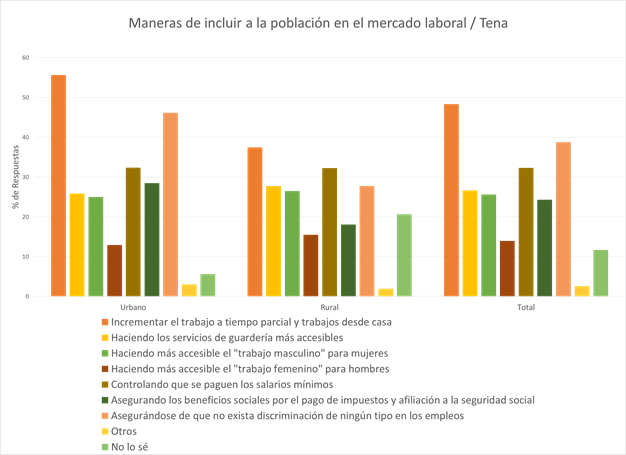 Maneras de incluir a la población en el mercado laboral / Tena
60
50
40
30
20
10
0
% de Respuestas
Urbano
Rural
Total
Incrementar el trabajo a tiempo parcial y trabajos desde casa
Haciendo los servicios de guardería más accesibles
Haciendo más accesible el "trabajo masculino" para mujeres
Haciendo más accesible el "trabajo femenino" para hombres
Controlando que se paguen los salarios mínimos
Asegurando los beneficios sociales por el pago de impuestos y afiliación a la seguridad social
Asegurándose de que no exista discriminación de ningún tipo en los empleos
Otros
No lo sé